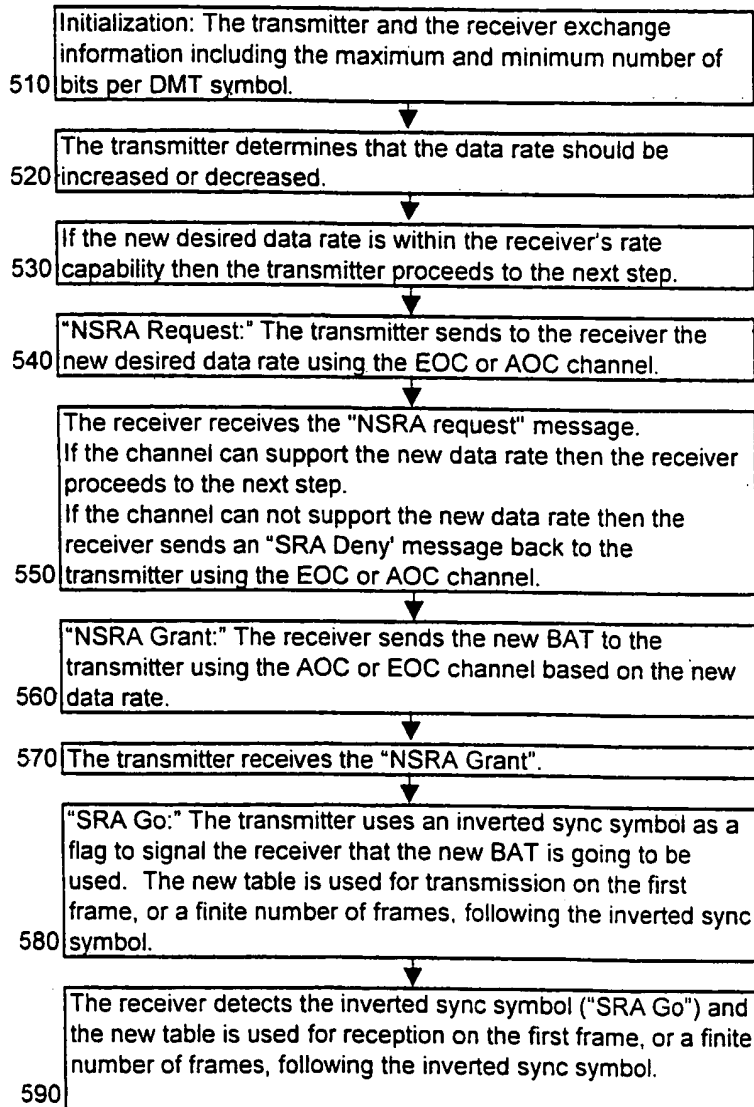 Initialization: The transmitter and the receiver exchange
information including the maximum and minimum number of
510 bits per DMT symbol.
The transmitter determines that the data rate should be
520 increased or decreased.
If the new desired data rate is within the receiver's rate
530 capability then the transmitter proceeds to the next step.
"NSRA Request:" The transmitter sends to the receiver the
540 new desired data rate using the EOC or AOC channel.
The receiver receives the "NSRA request" message.
If the channel can support the new data rate then the receiver
proceeds to the next step.
If the channel can not support the new data rate then the
receiver sends an "SRA Deny' message back to the
550 transmitter using the EOC or AOC channel.
"NSRA Grant:" The receiver sends the new BAT to the
transmitter using the AOC or EOC channel based on the new
560 data rate.
570 The transmitter receives the "NSRA Grant".
"SRA Go:" The transmitter uses an inverted sync symbol as a
flag to signal the receiver that the new BAT is going to be
used. The new table is used for transmission on the first
frame, or a finite number of frames, following the inverted sync
580 symbol.
The receiver detects the inverted sync symbol ("SRA Go") and
the new table is used for reception on the first frame, or a finite
number of frames, following the inverted sync symbol.
590